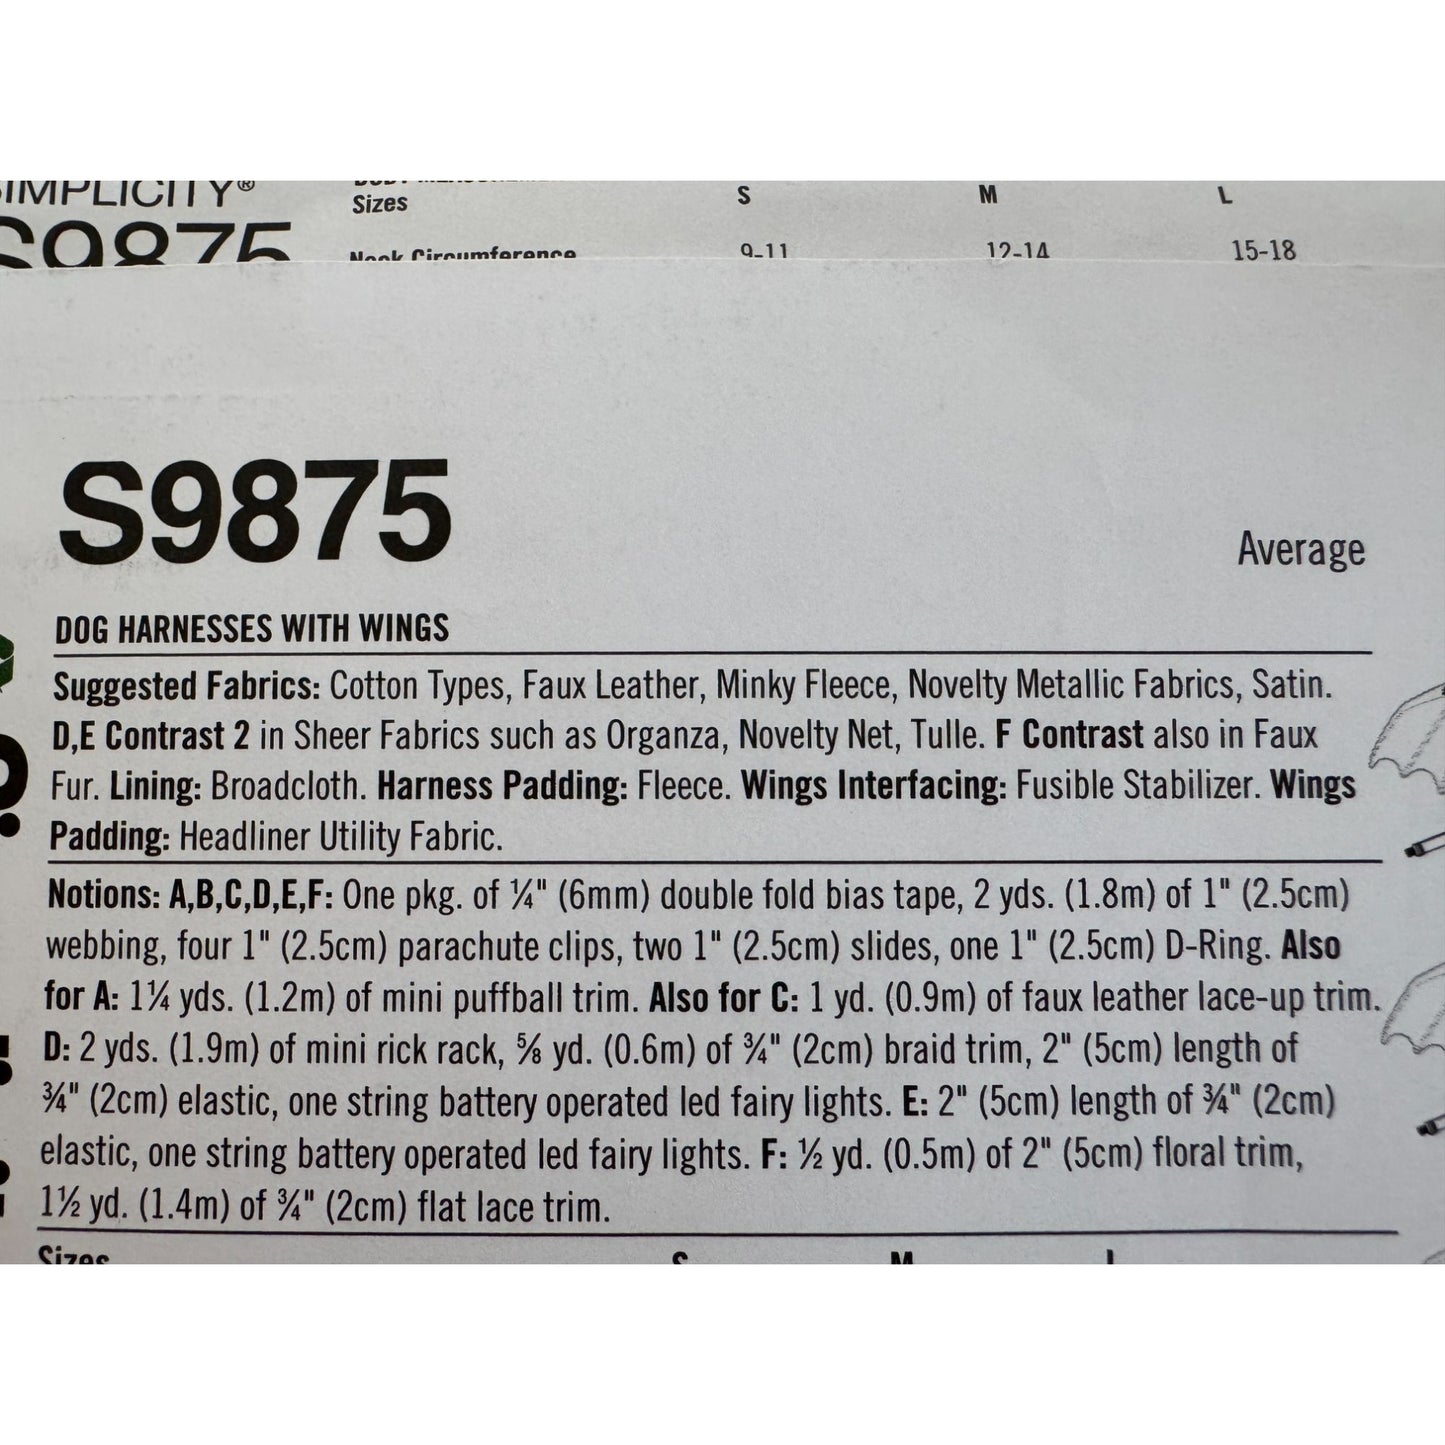 SIMPLICITY®
S9875
Sizes S M L
Neck Circumference 9-11 12-14 15-18
S9875
Average
DOG HARNESSES WITH WINGS
Suggested Fabrics: Cotton Types, Faux Leather, Minky Fleece, Novelty Metallic Fabrics, Satin.
D,E Contrast 2 in Sheer Fabrics such as Organza, Novelty Net, Tulle. F Contrast also in Faux
Fur. Lining: Broadcloth. Harness Padding: Fleece. Wings Interfacing: Fusible Stabilizer. Wings
Padding: Headliner Utility Fabric.
Notions: A,B,C,D,E,F: One pkg. of ¼" (6mm) double fold bias tape, 2 yds. (1.8m) of 1" (2.5cm)
webbing, four 1" (2.5cm) parachute clips, two 1" (2.5cm) slides, one 1" (2.5cm) D-Ring. Also
for A: 1¼ yds. (1.2m) of mini puffball trim. Also for C: 1 yd. (0.9m) of faux leather lace-up trim.
D: 2 yds. (1.9m) of mini rick rack, ⅝ yd. (0.6m) of ¾" (2cm) braid trim, 2" (5cm) length of
¾" (2cm) elastic, one string battery operated led fairy lights. E: 2" (5cm) length of ¾" (2cm)
elastic, one string battery operated led fairy lights. F: ½ yd. (0.5m) of 2" (5cm) floral trim,
1½ yd. (1.4m) of ¾" (2cm) flat lace trim.
Sizes S M L